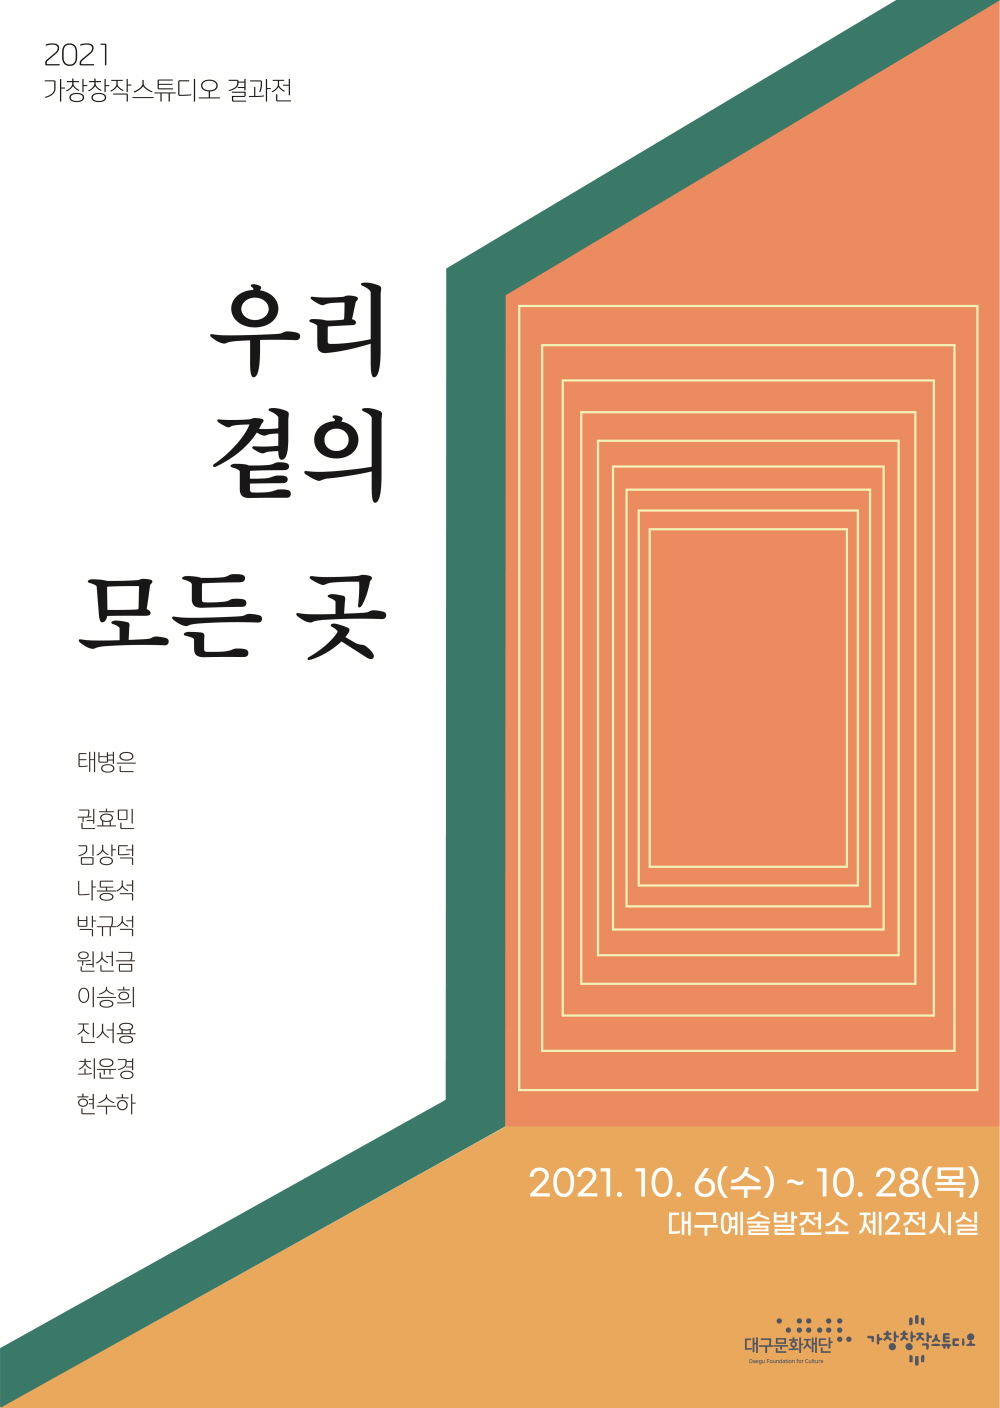 2021
가창창작스튜디오 결과전
우리
곁의
모든 곳
태병은
권효민
김상덕
나동석
박규석
원선금
이승희
진서용
최윤경
현수하
2021. 10. 6(수) ~ 10. 28(목)
대구예술발전소 제2전시실
대구문화재단
Daegu Foundation for Culture
가창창작스튜디오